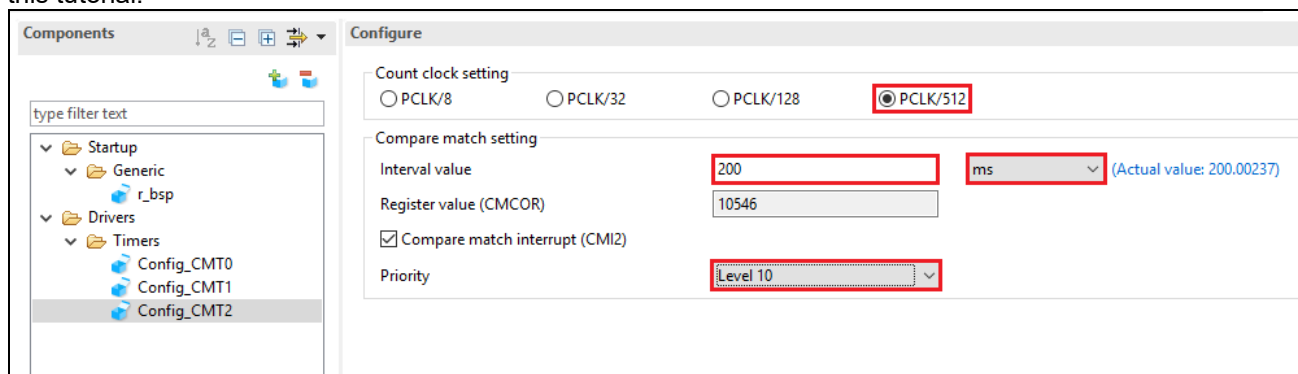 this tutorial.
Components
Configure
type filter text
Startup
Generic
r_bsp
Drivers
Timers
Config_CMT0
Config_CMT1
Config_CMT2
Count clock setting
PCLK/8 PCLK/32 PCLK/128 PCLK/512
Compare match setting
Interval value 200 ms (Actual value: 200.00237)
Register value (CMCOR) 10546
Compare match interrupt (CMI2)
Priority Level 10